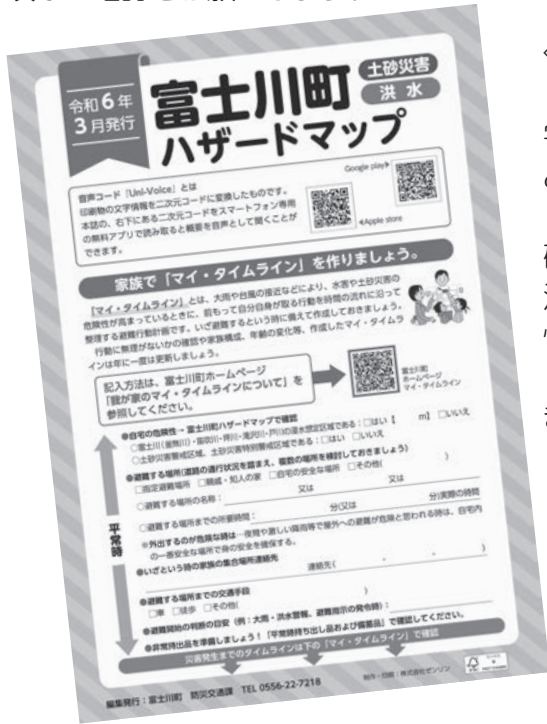 令和6年
3月発行
富士川町
ハザードマップ
土砂災害
洪水
音声コード「Uni-Voice」とは
印刷物の文字情報を二次元コードに変換したものです。
本誌の、右下にある二次元コードをスマートフォン専用
の無料アプリで読み取ると概要を音声として聞くことが
できます。
Google play▶
◀Apple store
家族で「マイ・タイムライン」を作りましょう。
「マイ・タイムライン」とは、大雨や台風の接近などにより、水害や土砂災害の
危険性が高まっているときに、前もって自分自身が取る行動を時間の流れに沿って
整理する避難行動計画です。いざ避難するという時に備えて作成しておきましょう。
行動に無理がないかの確認や家族構成、年齢の変化等、作成したマイ・タイムラ
インは年に一度は更新しましょう。
記入方法は、富士川町ホームページ
「我が家のマイ・タイムラインについて」を
参照してください。
富士川町
ホームページ
マイ・タイムライン
平常時
●自宅の危険性→富士川町ハザードマップで確認
○富士川(釜無川)・笛吹川・坪川・滝沢川・戸川の浸水想定区域である:□はい【 m】□いいえ
○土砂災害警戒区域、土砂災害特別警戒区域である:□はい □いいえ
●避難する場所(道路の通行状況を踏まえ、複数の場所を検討しておきましょう)
□指定避難場所 □親戚・知人の家 □自宅の安全な場所 □その他( )
○避難する場所の名称: 又は 又は
○避難する場所までの所要時間: 分(又は 分)実際の時間
※外出するのが危険な時は…夜間や激しい降雨等で屋外への避難が危険と思われる時は、自宅内
の一番安全な場所で身の安全を確保する。
●いざという時の家族の集合場所連絡先
連絡先( - - )
●避難する場所までの交通手段
□車 □徒歩 □その他( )
●避難開始の判断の目安(例:大雨・洪水警報、避難指示の発令時):
●非常持出品を準備しましょう!「平常時持ち出し品および備蓄品」で確認してください。
災害発生までのタイムラインは下の「マイ・タイムライン」で確認
編集発行:富士川町 防災交通課 TEL 0556-22-7218
制作・印刷:株式会社ゼンリン